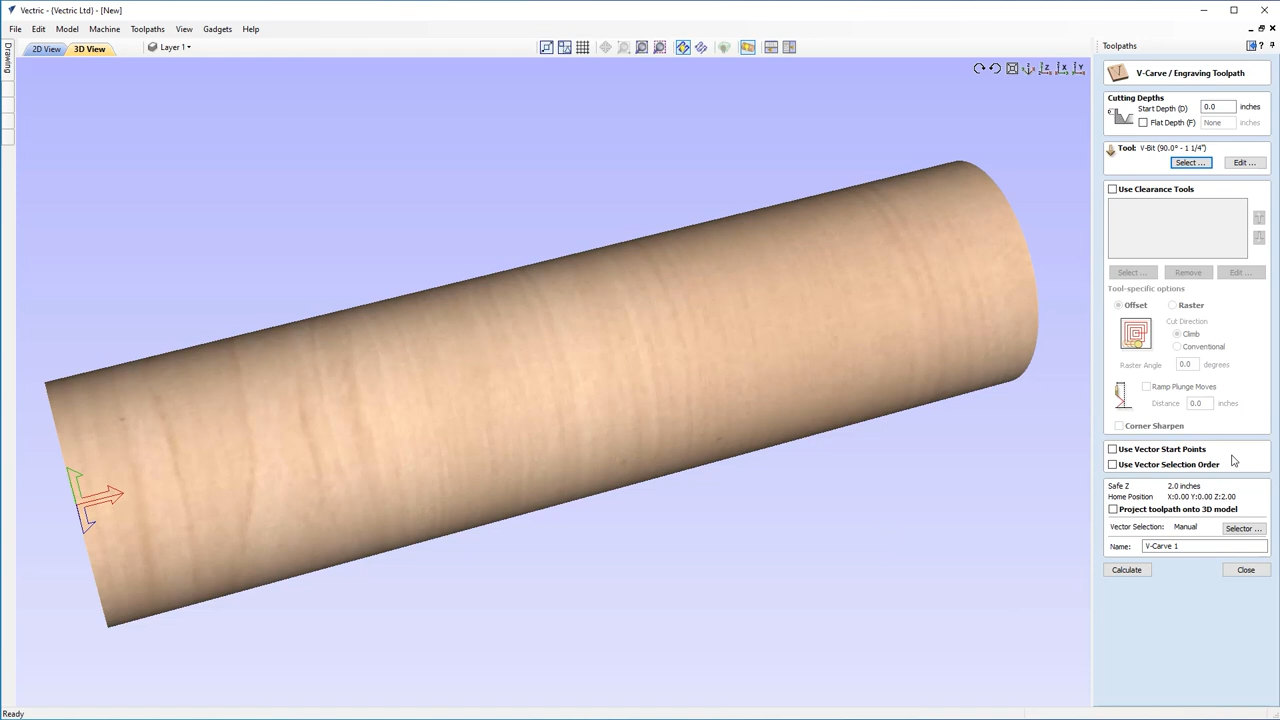 Vectric - {Vectric Ltd} - [New]
File Edit Model Machine Toolpaths View Gadgets Help
Drawing
2D View 3D View Layer 1
Toolpaths
V-Carve / Engraving Toolpath
Cutting Depths
Start Depth (D) 0.0 inches
Flat Depth (F) None inches
Tool: V-Bit (90.0° - 1 1/4")
Select ... Edit ...
Use Clearance Tools
Select ... Remove Edit ...
Tool-specific options
Offset Raster
Cut Direction
Climb
Conventional
Raster Angle 0.0 degrees
Ramp Plunge Moves
Distance 0.0 inches
Corner Sharpen
Use Vector Start Points
Use Vector Selection Order
Safe Z 2.0 inches
Home Position X:0.00 Y:0.00 Z:2.00
Project toolpath onto 3D model
Vector Selection: Manual Selector ...
Name: V-Carve 1
Calculate Close
Ready